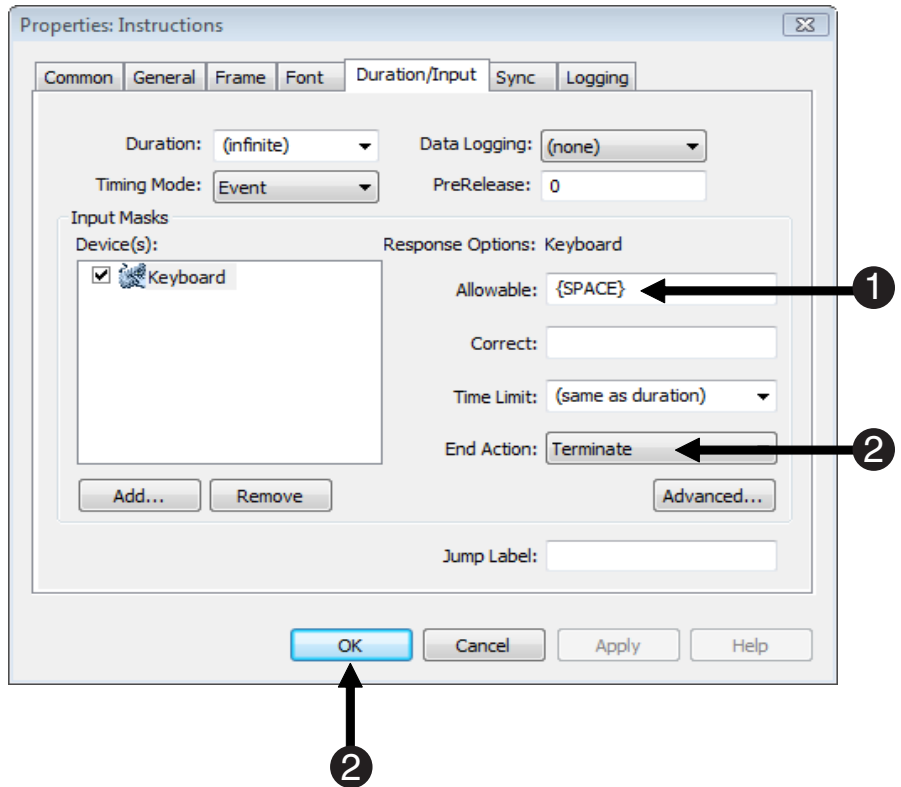 Properties: Instructions
Common General Frame Font Duration/Input Sync Logging
Duration: (infinite) Data Logging: (none)
Timing Mode: Event PreRelease: 0
Input Masks
Device(s): Response Options: Keyboard
Keyboard
Allowable: {SPACE} 1
Correct:
Time Limit: (same as duration)
End Action: Terminate 2
Add... Remove Advanced...
Jump Label:
OK Cancel Apply Help
2